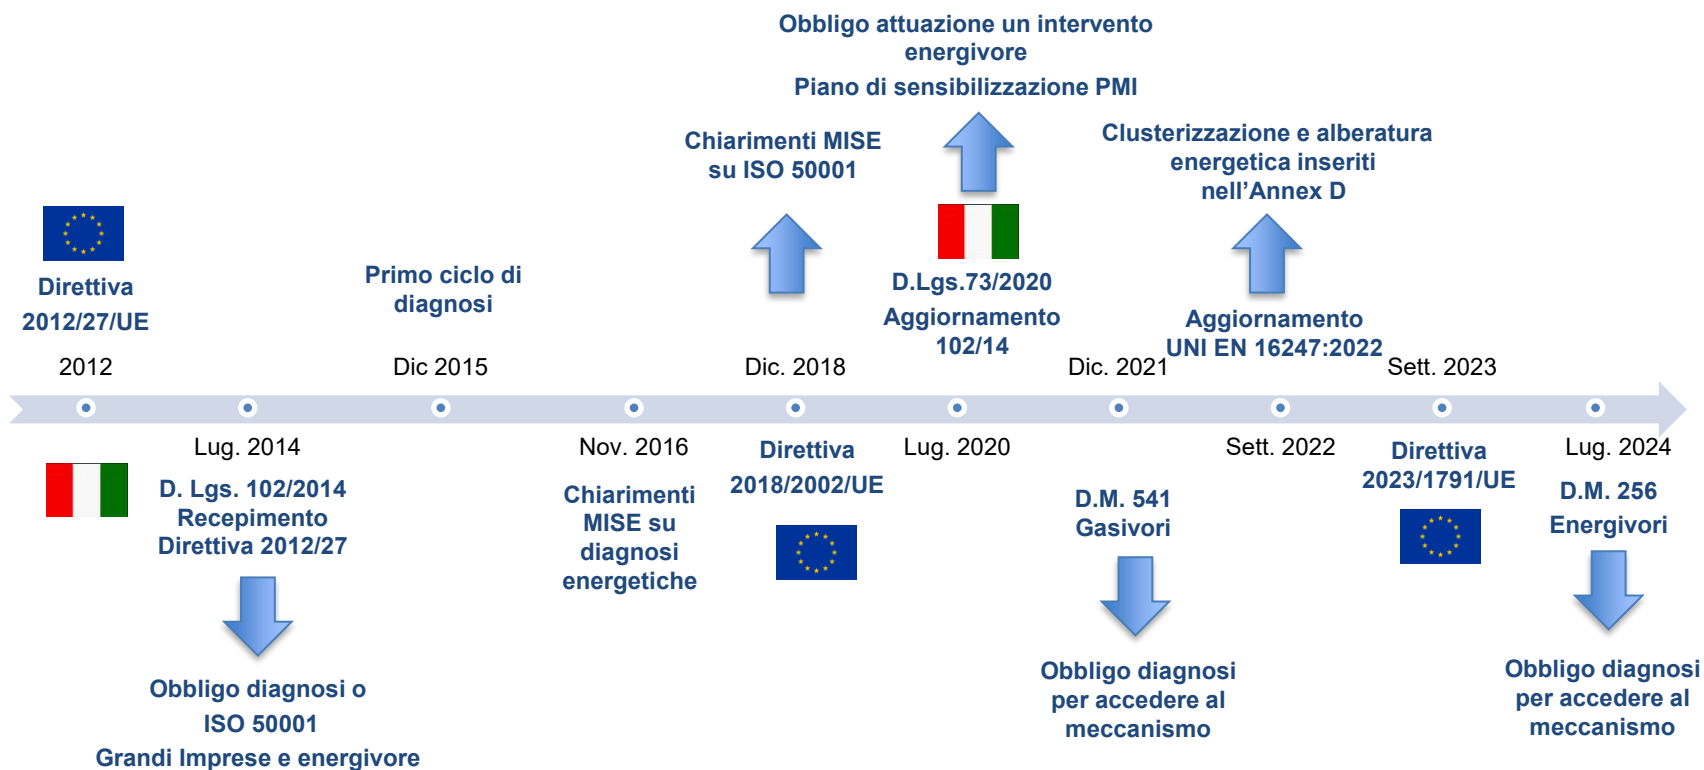 Obbligo attuazione un intervento
energivore
Piano di sensibilizzazione PMI
Chiarimenti MISE
su ISO 50001
Clusterizzazione e alberatura
energetica inseriti
nell’Annex D
Direttiva
2012/27/UE
Primo ciclo di
diagnosi
D.Lgs.73/2020
Aggiornamento
102/14
Aggiornamento
UNI EN 16247:2022
2012
Dic 2015
Dic. 2018
Dic. 2021
Sett. 2023
Lug. 2014
Nov. 2016
Direttiva
2018/2002/UE
Lug. 2020
Sett. 2022
Direttiva
2023/1791/UE
Lug. 2024
D. Lgs. 102/2014
Recepimento
Direttiva 2012/27
Chiarimenti
MISE su
diagnosi
energetiche
D.M. 541
Gasivori
D.M. 256
Energivori
Obbligo diagnosi o
ISO 50001
Grandi Imprese e energivore
Obbligo diagnosi
per accedere al
meccanismo
Obbligo diagnosi
per accedere al
meccanismo